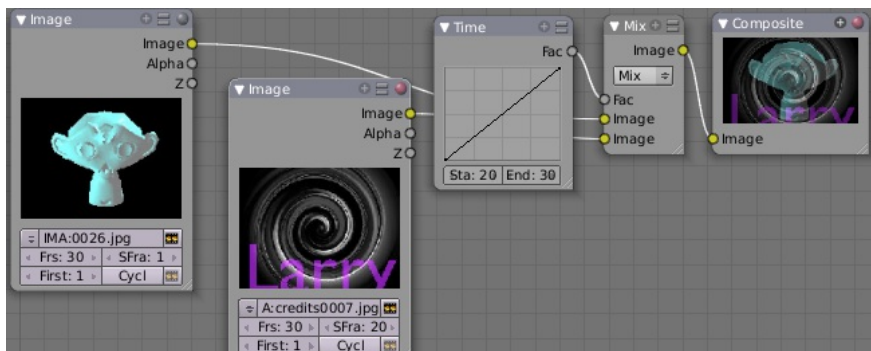 Image
Image
Alpha
Z
IMA:0026.jpg
Frs: 30
SFra: 1
First: 1
Cycl
Image
Image
Alpha
Z
Larry
A:credits0007.jpg
Frs: 30
SFra: 20
First: 1
Cycl
Time
Fac
Sta: 20
End: 30
Mix
Image
Mix
Fac
Image
Image
Composite
Larry
Image